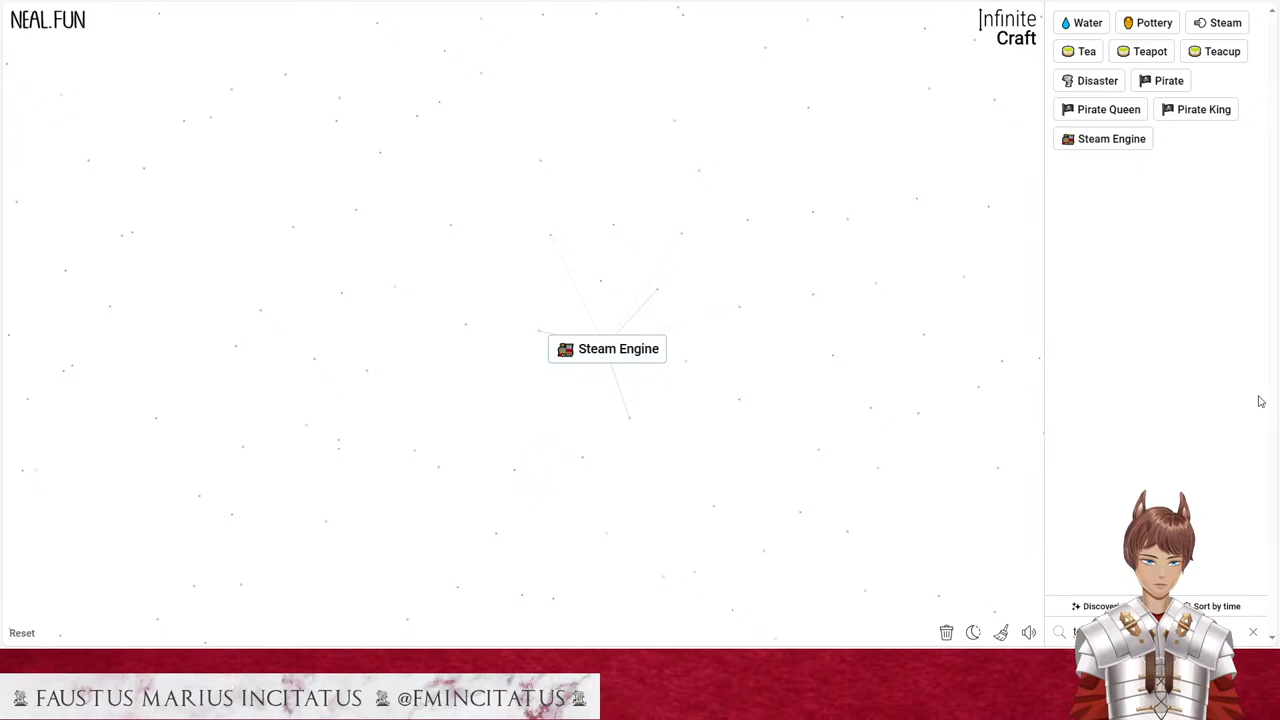 NEAL.FUN
Infinite
Craft
Water
Pottery
Steam
Tea
Teapot
Teacup
Disaster
Pirate
Pirate Queen
Pirate King
Steam Engine
Steam Engine
Sort by time
Reset
FAUSTUS MARIUS INCITATUS @FMINCITATUS